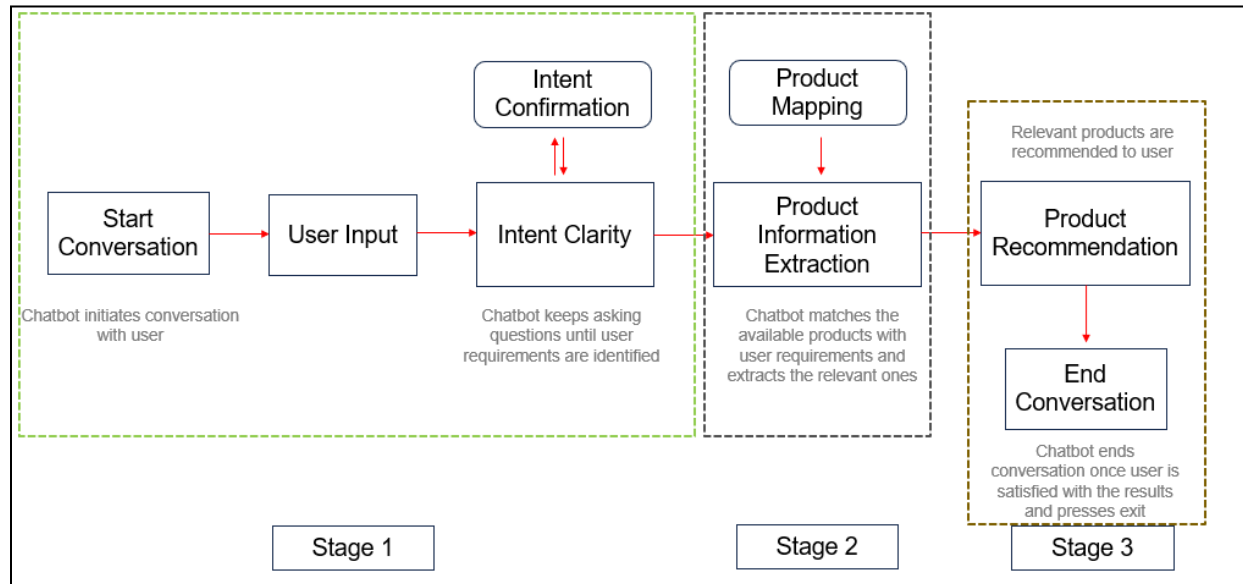 Intent
Confirmation
Product
Mapping
Relevant products are
recommended to user
Start
Conversation
User Input
Intent Clarity
Product
Information
Extraction
Product
Recommendation
Chatbot initiates conversation
with user
Chatbot keeps asking
questions until user
requirements are identified
Chatbot matches the
available products with
user requirements and
extracts the relevant ones
End
Conversation
Chatbot ends
conversation once user is
satisfied with the results
and presses exit
Stage 1
Stage 2
Stage 3